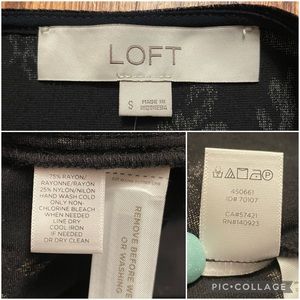 LOFT
S
MADE IN
75% RAYON/
RAYONNE/RAYON
25% NYLON/NILON
HAND WASH COLD
ONLY NON-
CHLORINE BLEACH
WHEN NEEDED
LINE DRY
COOL IRON
IF NEEDED
OR DRY CLEAN
REMOVE BEFORE
OR WASHING
450661
ID# 70107
CA#57421
RN#140923
PIC•COLLAGE